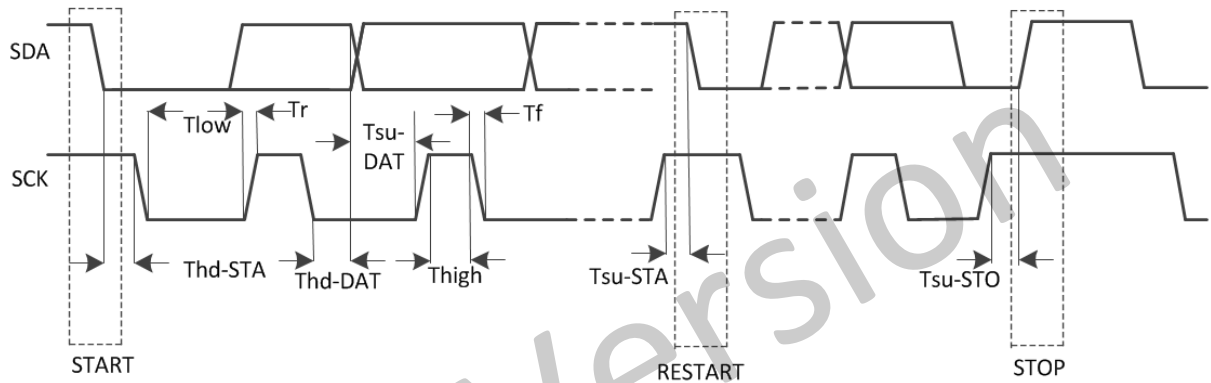 SDA
Tlow
Tr
Tsu-
DAT
Tf
SCK
Thd-STA
Thd-DAT
Thigh
Tsu-STA
Tsu-STO
START
RESTART
STOP
Version